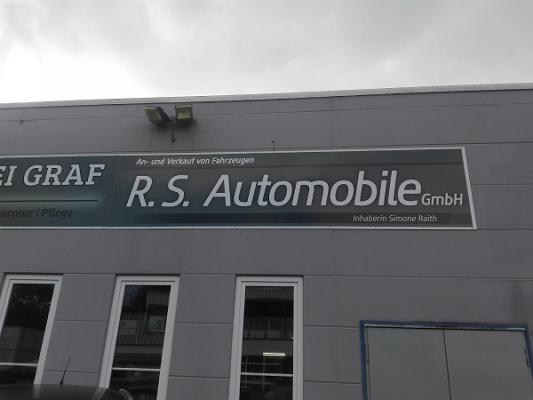 EI GRAF
aratur | Pflege
An- und Verkauf von Fahrzeugen
R. S. Automobile GmbH
Inhaberin Simone Raith